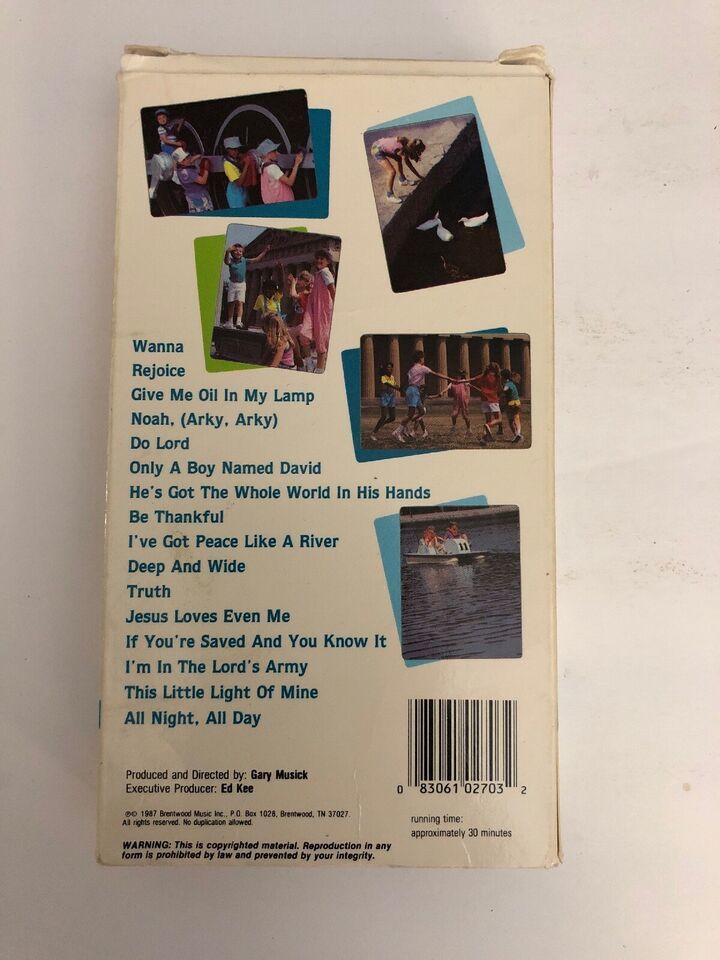 Wanna
Rejoice
Give Me Oil In My Lamp
Noah, (Arky, Arky)
Do Lord
Only A Boy Named David
He's Got The Whole World In His Hands
Be Thankful
I've Got Peace Like A River
Deep And Wide
Truth
Jesus Loves Even Me
If You're Saved And You Know It
I'm In The Lord's Army
This Little Light Of Mine
All Night, All Day
Produced and Directed by: Gary Musick
Executive Producer: Ed Kee
℗© 1987 Brentwood Music Inc., P.O. Box 1028, Brentwood, TN 37027.
All rights reserved. No duplication allowed.
WARNING: This is copyrighted material. Reproduction in any
form is prohibited by law and prevented by your integrity.
0 83061 02703 2
running time:
approximately 30 minutes
11